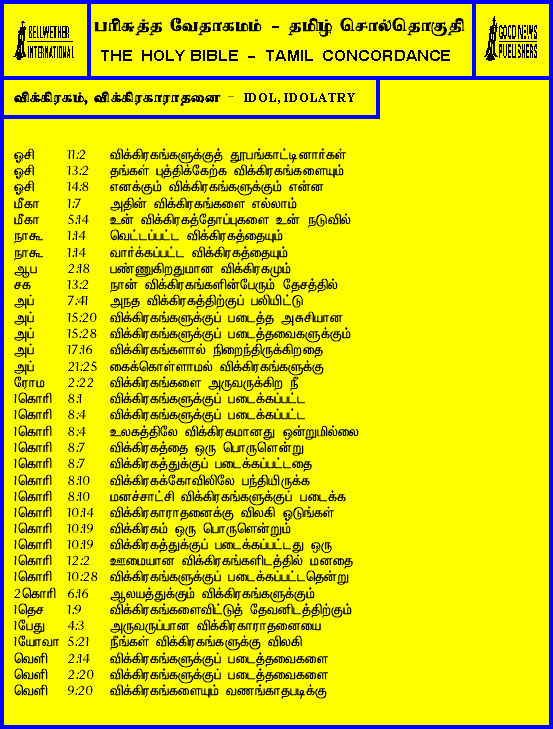 BELLWETHER
INTERNATIONAL
பரிசுத்த வேதாகமம் - தமிழ் சொல்தொகுதி
THE HOLY BIBLE - TAMIL CONCORDANCE
GOOD NEWS
PUBLISHERS
விக்கிரகம், விக்கிரகாராதனை - IDOL, IDOLATRY
ஓசி 11:2 விக்கிரகங்களுக்குத் தூபங்காட்டினார்கள்
ஓசி 13:2 தங்கள் புத்திக்கேற்க விக்கிரகங்களையும்
ஓசி 14:8 எனக்கும் விக்கிரகங்களுக்கும் என்ன
மீகா 1:7 அதின் விக்கிரகங்களை எல்லாம்
மீகா 5:14 உன் விக்கிரகத்தோப்புகளை உன் நடுவில்
நாகூ 1:14 வெட்டப்பட்ட விக்கிரகத்தையும்
நாகூ 1:14 வார்க்கப்பட்ட விக்கிரகத்தையும்
ஆப 2:18 பண்ணுகிறதுமான விக்கிரகமும்
சக 13:2 நான் விக்கிரகங்களின்பேரும் தேசத்தில்
அப் 7:41 அநத விக்கிரகத்திற்குப் பலியிட்டு
அப் 15:20 விக்கிரகங்களுக்குப் படைத்த அசுசியான
அப் 15:28 விக்கிரகங்களுக்குப் படைத்தவைகளுக்கும்
அப் 17:16 விக்கிரகங்களால் நிறைந்திருக்கிறதை
அப் 21:25 கைக்கொள்ளாமல் விக்கிரகங்களுக்கு
ரோம 2:22 விக்கிரகங்களை அருவருக்கிற நீ
1கொரி 8:1 விக்கிரகங்களுக்குப் படைக்கப்பட்ட
1கொரி 8:4 விக்கிரகங்களுக்குப் படைக்கப்பட்ட
1கொரி 8:4 உலகத்திலே விக்கிரகமானது ஒன்றுமில்லை
1கொரி 8:7 விக்கிரகத்தை ஒரு பொருளென்று
1கொரி 8:7 விக்கிரகத்துக்குப் படைக்கப்பட்டதை
1கொரி 8:10 விக்கிரகக்கோவிலிலே பந்தியிருக்க
1கொரி 8:10 மனச்சாட்சி விக்கிரகங்களுக்குப் படைக்க
1கொரி 10:14 விக்கிரகாராதனைக்கு விலகி ஓடுங்கள்
1கொரி 10:19 விக்கிரகம் ஒரு பொருளென்றும்
1கொரி 10:19 விக்கிரகத்துக்குப் படைக்கப்பட்டது ஒரு
1கொரி 12:2 ஊமையான விக்கிரகங்களிடத்தில் மனதை
1கொரி 10:28 விக்கிரகங்களுக்குப் படைக்கப்பட்டதென்று
2கொரி 6:16 ஆலயத்துக்கும் விக்கிரகங்களுக்கும்
1தெச 1:9 விக்கிரகங்களைவிட்டுத் தேவனிடத்திற்கும்
1பேது 4:3 அருவருப்பான விக்கிரகாராதனையை
1யோவா 5:21 நீங்கள் விக்கிரகங்களுக்கு விலகி
வெளி 2:14 விக்கிரகங்களுக்குப் படைத்தவைகளை
வெளி 2:20 விக்கிரகங்களுக்குப் படைத்தவைகளை
வெளி 9:20 விக்கிரகங்களையும் வணங்காதபடிக்கு